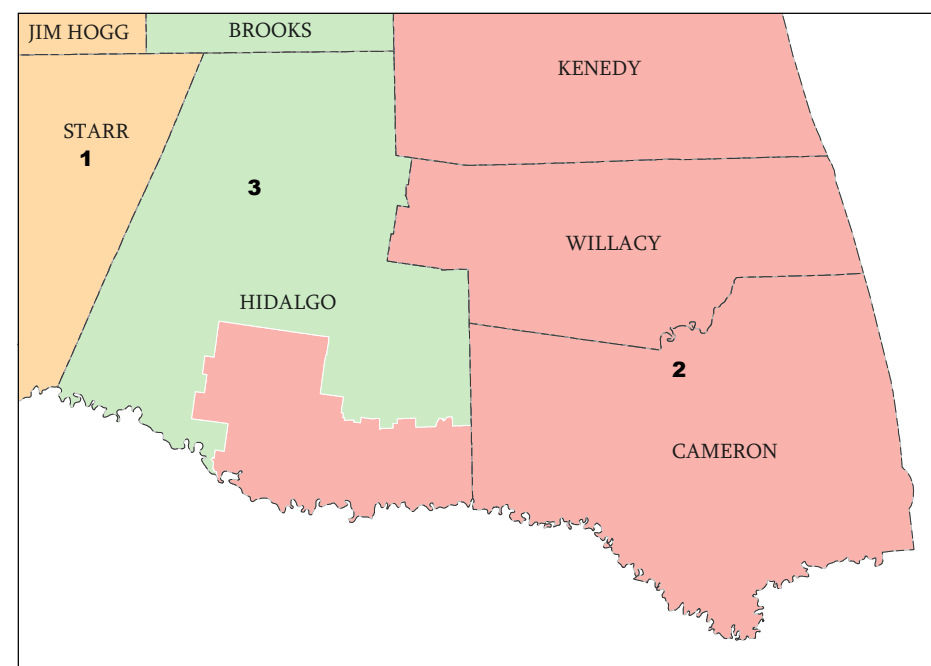 JIM HOGG
BROOKS
KENEDY
STARR
1
3
WILLACY
HIDALGO
2
CAMERON